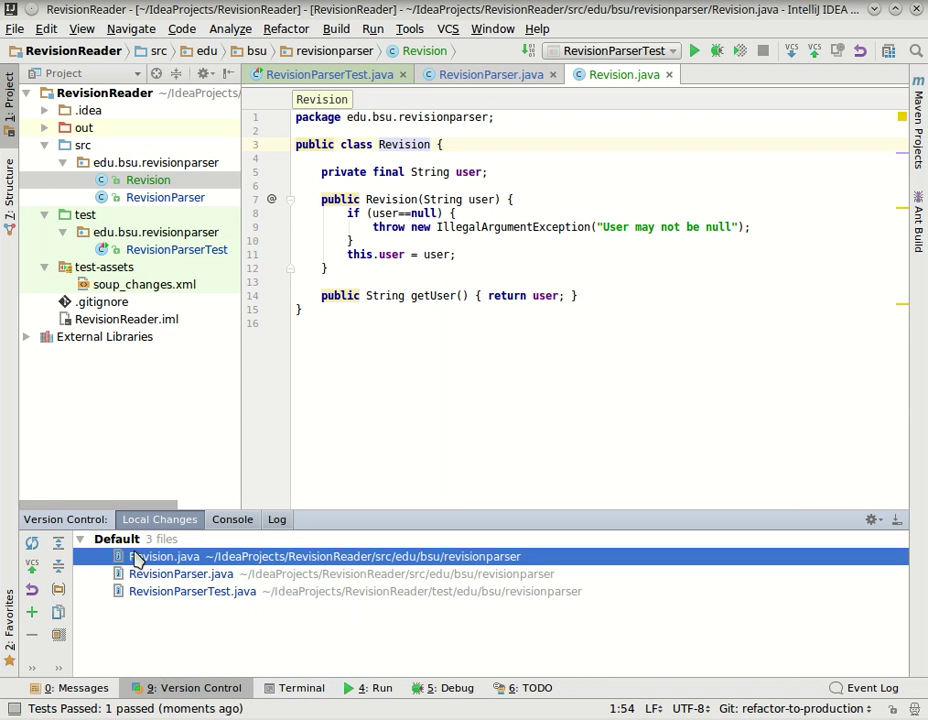 RevisionReader - [~/IdeaProjects/RevisionReader] - [RevisionReader] - ~/IdeaProjects/RevisionReader/src/edu/bsu/revisionparser/Revision.java - IntelliJ IDEA ...
File Edit View Navigate Code Analyze Refactor Build Run Tools VCS Window Help
RevisionReader src edu bsu revisionparser Revision RevisionParserTest VCS VCS
1: Project
7: Structure
2: Favorites
Project
RevisionReader ~/IdeaProjects/
.idea
out
src
edu.bsu.revisionparser
Revision
RevisionParser
test
edu.bsu.revisionparser
RevisionParserTest
test-assets
soup_changes.xml
.gitignore
RevisionReader.iml
External Libraries
RevisionParserTest.java RevisionParser.java Revision.java
Revision
1 package edu.bsu.revisionparser;
2
3 public class Revision {
4
5 private final String user;
6
7 @ public Revision(String user) {
8 if (user==null) {
9 throw new IllegalArgumentException("User may not be null");
10 }
11 this.user = user;
12 }
13
14 public String getUser() { return user; }
15 }
16
Maven Projects
Ant Build
Version Control: Local Changes Console Log
Default 3 files
Revision.java ~/IdeaProjects/RevisionReader/src/edu/bsu/revisionparser
RevisionParser.java ~/IdeaProjects/RevisionReader/src/edu/bsu/revisionparser
RevisionParserTest.java ~/IdeaProjects/RevisionReader/test/edu/bsu/revisionparser
VCS
0: Messages 9: Version Control Terminal 4: Run 5: Debug 6: TODO Event Log
Tests Passed: 1 passed (moments ago) 1:54 LF UTF-8 Git: refactor-to-production